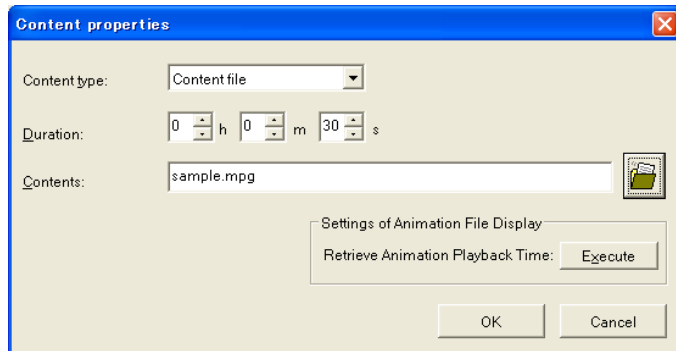 Content properties
Content type: Content file
Duration: 0 h 0 m 30 s
Contents: sample.mpg
Settings of Animation File Display
Retrieve Animation Playback Time: Execute
OK Cancel